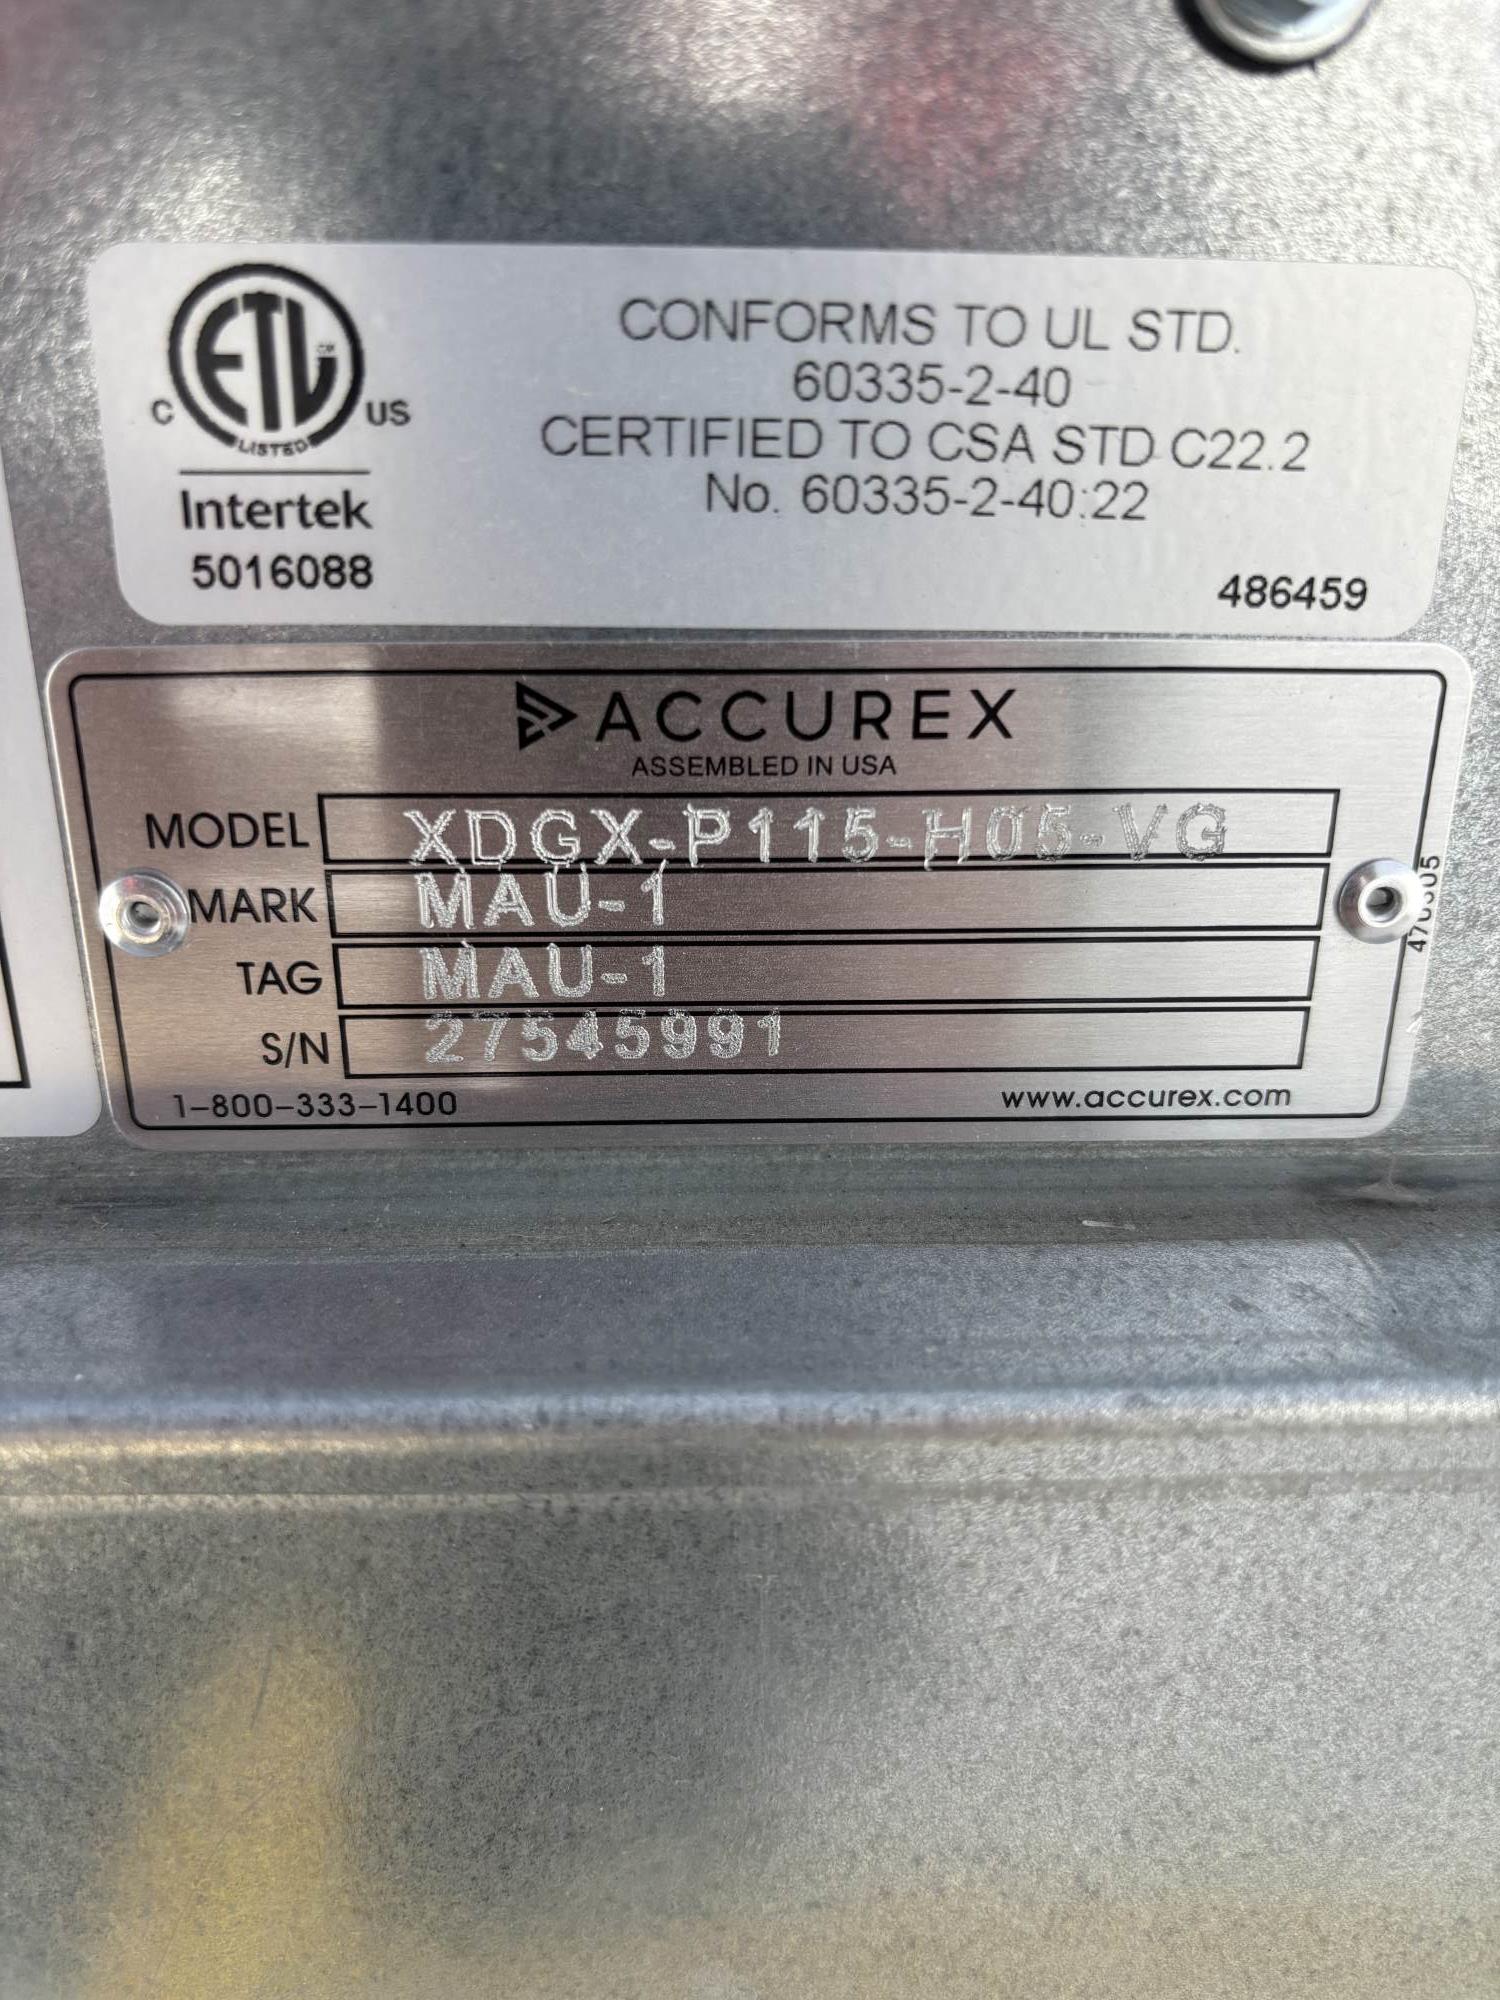 ETL CM
C US
LISTED
Intertek
5016088
CONFORMS TO UL STD.
60335-2-40
CERTIFIED TO CSA STD C22.2
No. 60335-2-40:22
486459
ACCUREX
ASSEMBLED IN USA
MODEL XDGX-P115-H05-VG
MARK MAU-1
TAG MAU-1
S/N 27545991
1-800-333-1400 www.accurex.com